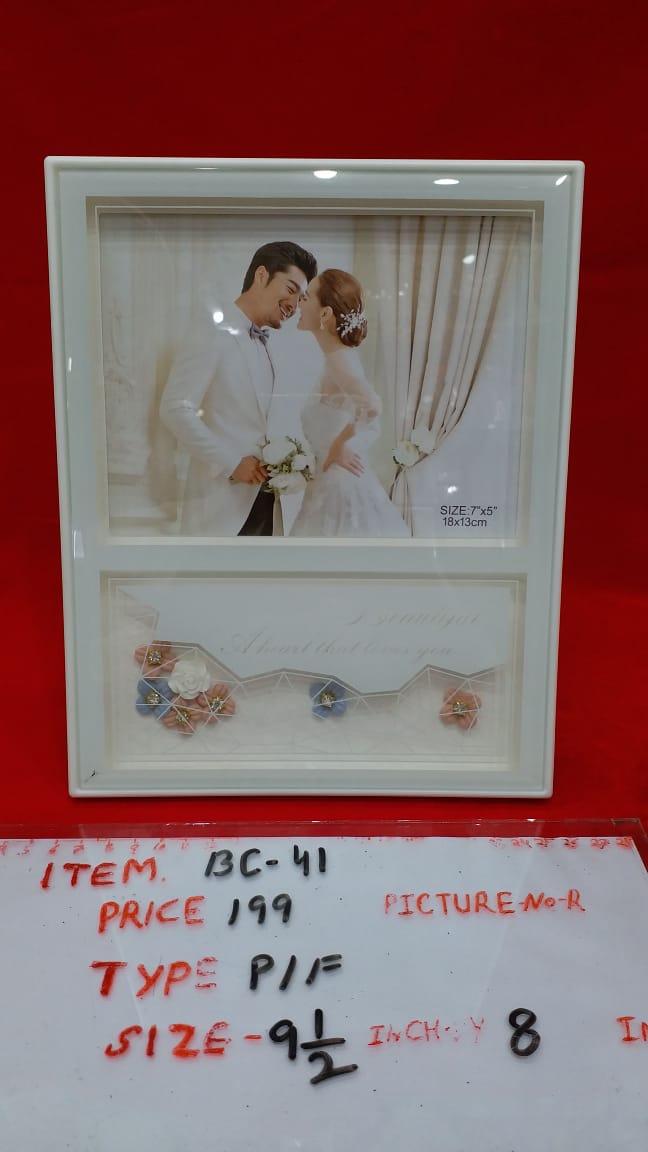 SIZE:7"x5"
18x13cm
A heart that loves you
ITEM. BC-41
PRICE 199 PICTURE-No-R
TYPE P/F
SIZE-9 1/2 INCH 8